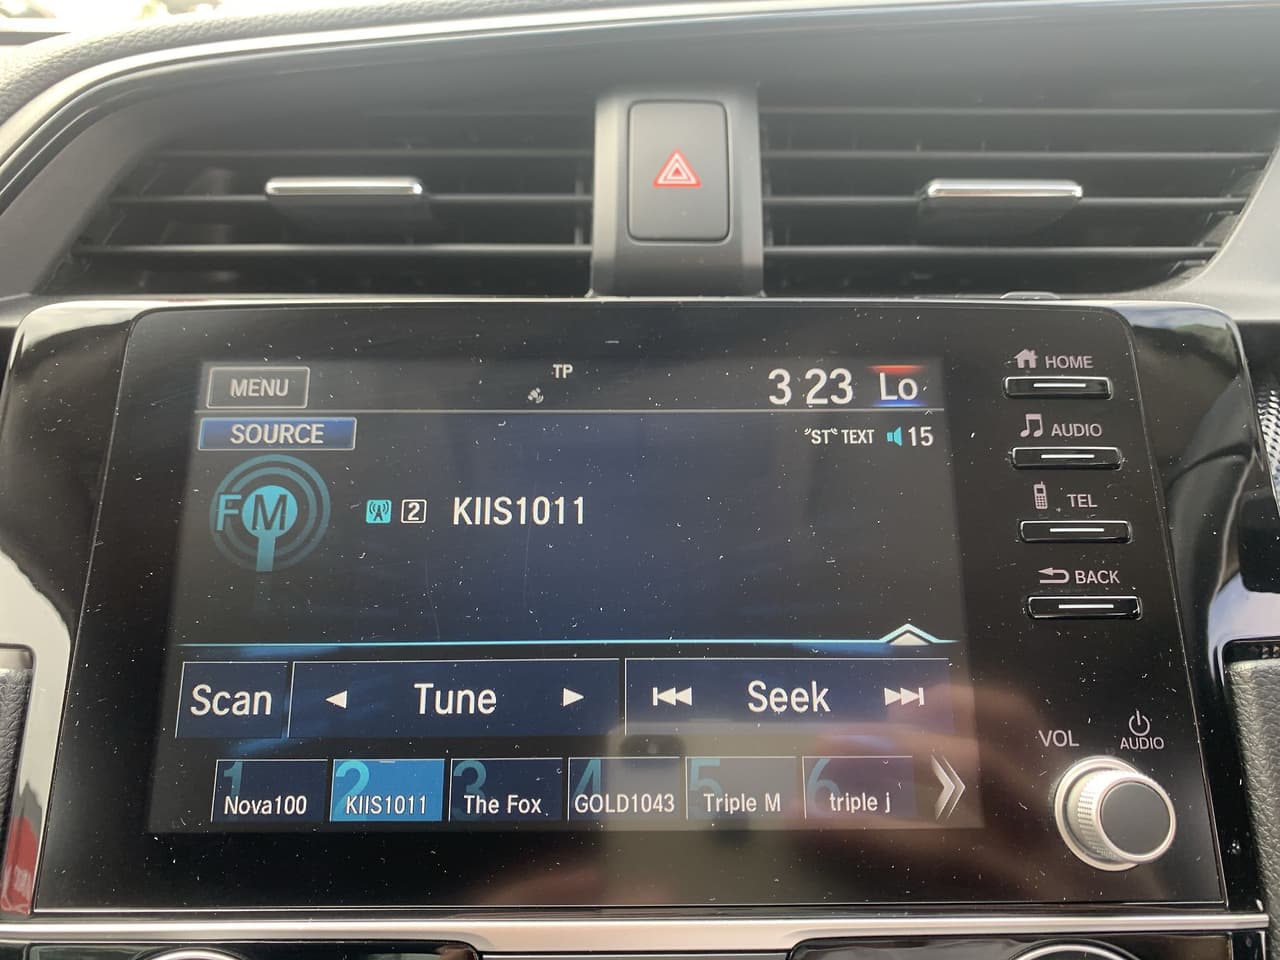 TP
MENU
3 23 Lo
SOURCE
"ST" TEXT 15
FM
2 KIIS1011
Scan
Tune
Seek
1 Nova100
2 KIIS1011
3 The Fox
4 GOLD1043
5 Triple M
6 triple j
HOME
AUDIO
TEL
BACK
VOL
AUDIO